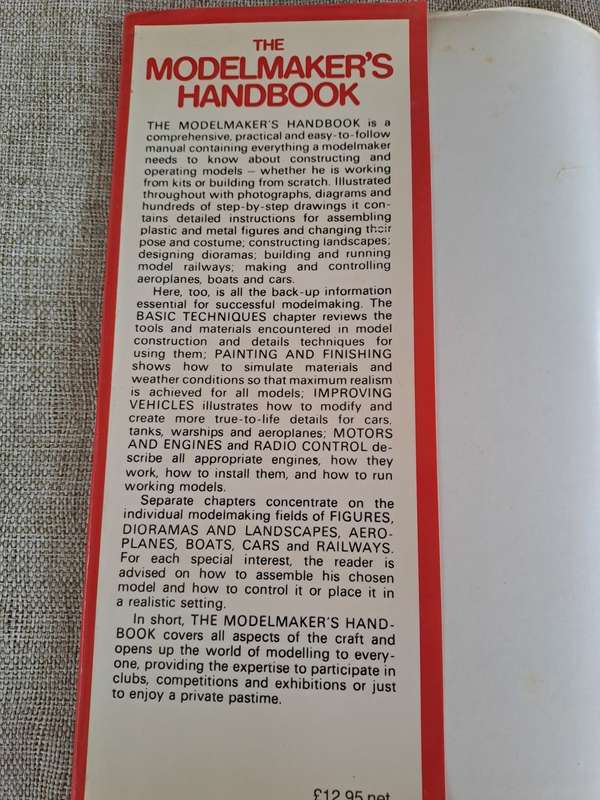 THE
MODELMAKER'S
HANDBOOK
THE MODELMAKER'S HANDBOOK is a
comprehensive, practical and easy-to-follow
manual containing everything a modelmaker
needs to know about constructing and
operating models – whether he is working
from kits or building from scratch. Illustrated
throughout with photographs, diagrams and
hundreds of step-by-step drawings it con-
tains detailed instructions for assembling
plastic and metal figures and changing their
pose and costume; constructing landscapes;
designing dioramas; building and running
model railways; making and controlling
aeroplanes, boats and cars.
Here, too, is all the back-up information
essential for successful modelmaking. The
BASIC TECHNIQUES chapter reviews the
tools and materials encountered in model
construction and details techniques for
using them; PAINTING AND FINISHING
shows how to simulate materials and
weather conditions so that maximum realism
is achieved for all models; IMPROVING
VEHICLES illustrates how to modify and
create more true-to-life details for cars,
tanks, warships and aeroplanes; MOTORS
AND ENGINES and RADIO CONTROL de-
scribe all appropriate engines, how they
work, how to install them, and how to run
working models.
Separate chapters concentrate on the
individual modelmaking fields of FIGURES,
DIORAMAS AND LANDSCAPES, AERO-
PLANES, BOATS, CARS and RAILWAYS.
For each special interest, the reader is
advised on how to assemble his chosen
model and how to control it or place it in
a realistic setting.
In short, THE MODELMAKER'S HAND-
BOOK covers all aspects of the craft and
opens up the world of modelling to every-
one, providing the expertise to participate in
clubs, competitions and exhibitions or just
to enjoy a private pastime.
£12.95 net